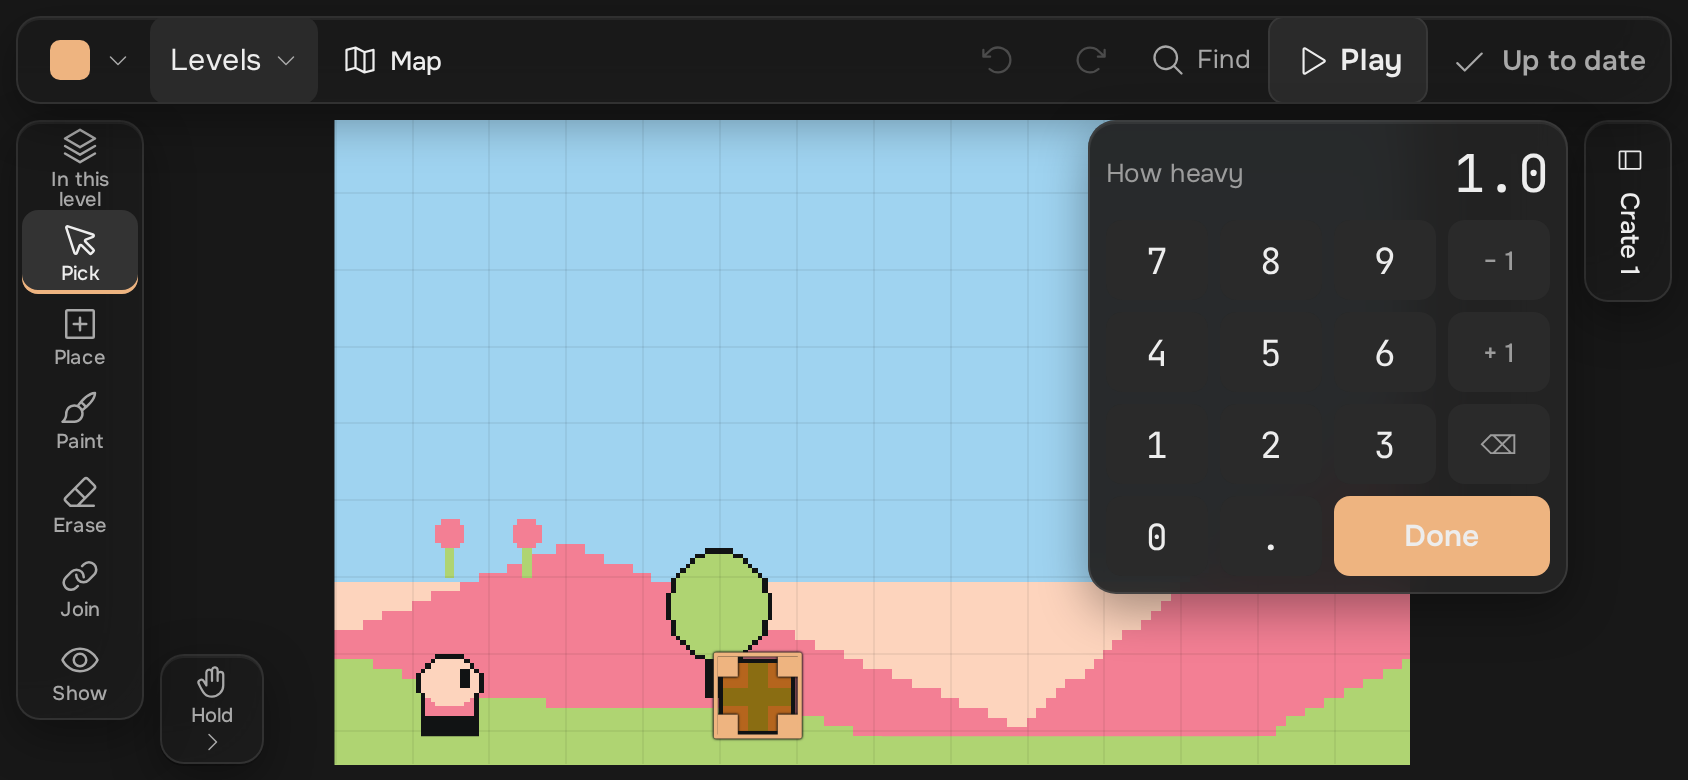 Levels
Map
Find
Play
Up to date
In this
level
Pick
Place
Paint
Erase
Join
Show
Hold
How heavy
1.0
7 8 9 - 1
4 5 6 + 1
1 2 3
0 . Done
Crate 1